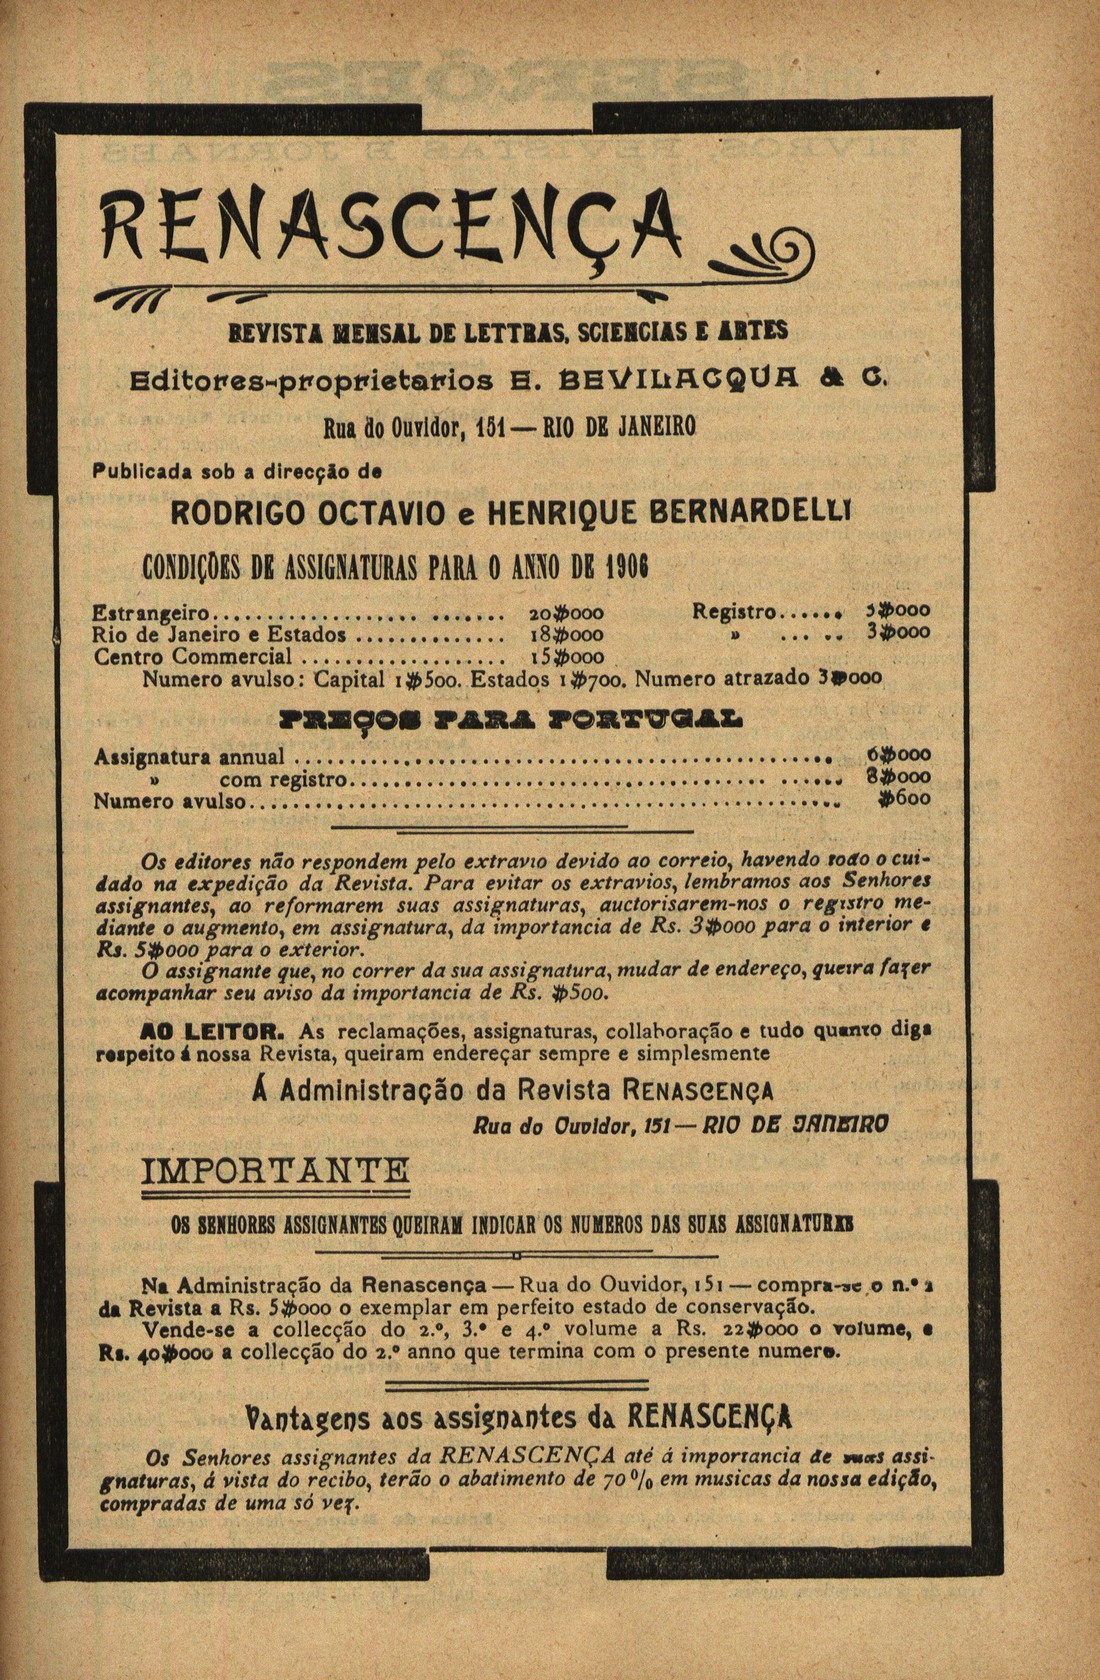 RENASCENÇA
REVISTA MENSAL DE LETTRAS, SCIENCIAS E ARTES
Editores-proprietarios E. BEVILACQUA & C.
Rua do Ouvidor, 151 — RIO DE JANEIRO
Publicada sob a direcção de
RODRIGO OCTAVIO e HENRIQUE BERNARDELLI
CONDIÇÕES DE ASSIGNATURAS PARA O ANNO DE 1906
Estrangeiro.................. ....... 20$000 Registro...... 5$000
Rio de Janeiro e Estados .............. 18$000 » ... .. 3$000
Centro Commercial ................... 15$000
Numero avulso: Capital 1$500. Estados 1$700. Numero atrazado 3$000
PREÇOS PARA PORTUGAL
Assignatura annual ................................................ 6$000
» com registro...................................... ...... 8$000
Numero avulso..................................................... $600
Os editores não respondem pelo extravio devido ao correio, havendo todo o cui-
dado na expedição da Revista. Para evitar os extravios, lembramos aos Senhores
assignantes, ao reformarem suas assignaturas, auctorisarem-nos o registro me-
diante o augmento, em assignatura, da importancia de Rs. 3$000 para o interior e
Rs. 5$000 para o exterior.
O assignante que, no correr da sua assignatura, mudar de endereço, queira fazer
acompanhar seu aviso da importancia de Rs. $500.
AO LEITOR. As reclamações, assignaturas, collaboração e tudo quanto diga
respeito á nossa Revista, queiram endereçar sempre e simplesmente
Á Administração da Revista RENASCENÇA
Rua do Ouvidor, 151 — RIO DE JANEIRO
IMPORTANTE
OS SENHORES ASSIGNANTES QUEIRAM INDICAR OS NUMEROS DAS SUAS ASSIGNATURAS
Na Administração da Renascença — Rua do Ouvidor, 151 — compra-se o n.º 2
da Revista a Rs. 5$000 o exemplar em perfeito estado de conservação.
Vende-se a collecção do 2.º, 3.º e 4.º volume a Rs. 22$000 o volume, e
Rs. 40$000 a collecção do 2.º anno que termina com o presente numero.
Vantagens aos assignantes da RENASCENÇA
Os Senhores assignantes da RENASCENÇA até á importancia de suas assi-
gnaturas, á vista do recibo, terão o abatimento de 70 % em musicas da nossa edição,
compradas de uma só vez.